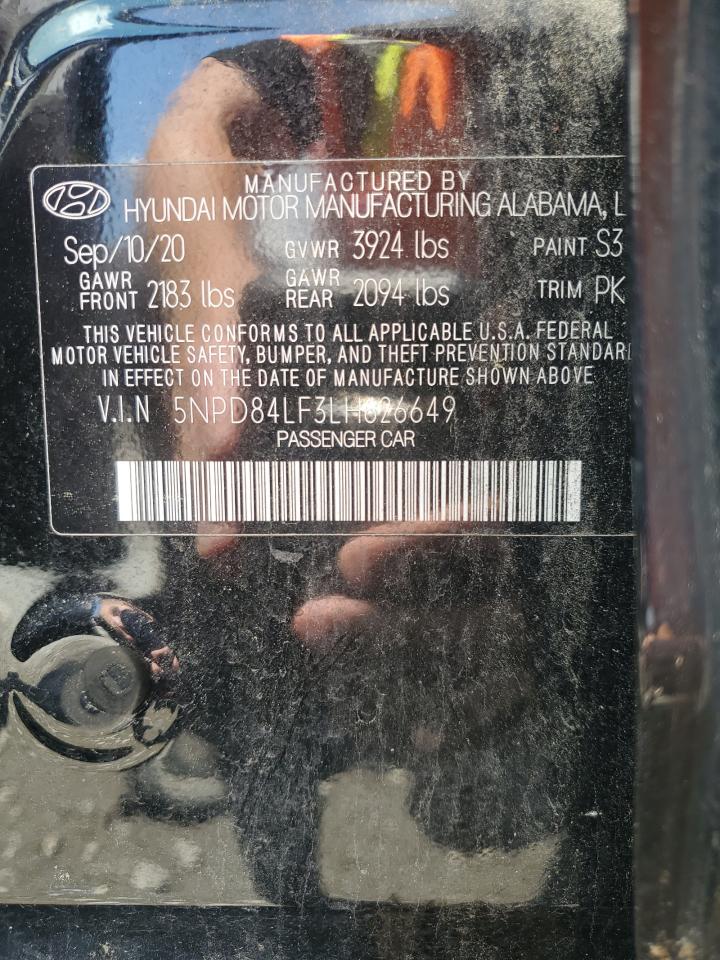 MANUFACTURED BY
HYUNDAI MOTOR MANUFACTURING ALABAMA, L
Sep/10/20 GVWR 3924 lbs PAINT S3
GAWR FRONT 2183 lbs GAWR REAR 2094 lbs TRIM PK
THIS VEHICLE CONFORMS TO ALL APPLICABLE U.S.A. FEDERAL
MOTOR VEHICLE SAFETY, BUMPER, AND THEFT PREVENTION STANDAR
IN EFFECT ON THE DATE OF MANUFACTURE SHOWN ABOVE
V.I.N 5NPD84LF3LH626649
PASSENGER CAR